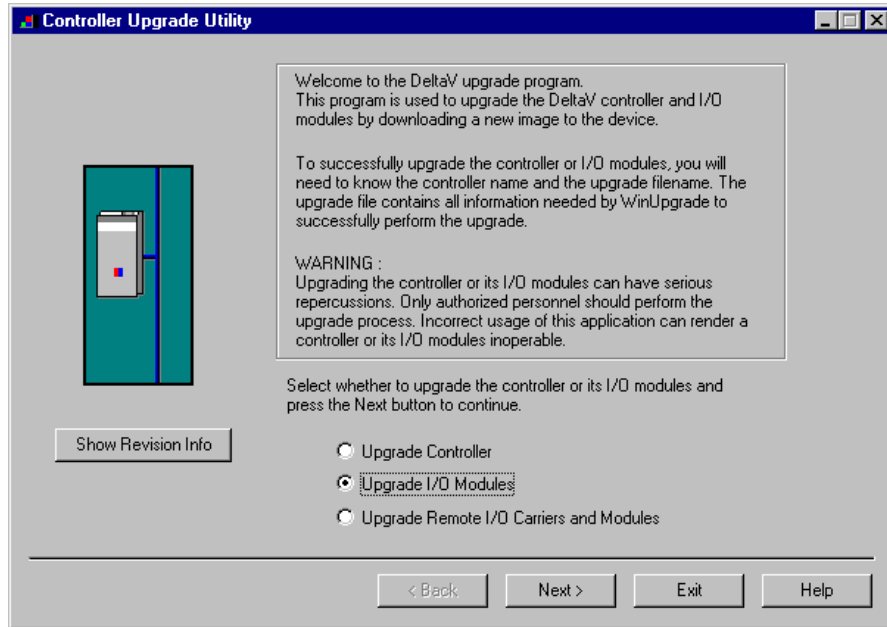 Controller Upgrade Utility
Welcome to the DeltaV upgrade program.
This program is used to upgrade the DeltaV controller and I/O
modules by downloading a new image to the device.
To successfully upgrade the controller or I/O modules, you will
need to know the controller name and the upgrade filename. The
upgrade file contains all information needed by WinUpgrade to
successfully perform the upgrade.
WARNING :
Upgrading the controller or its I/O modules can have serious
repercussions. Only authorized personnel should perform the
upgrade process. Incorrect usage of this application can render a
controller or its I/O modules inoperable.
Select whether to upgrade the controller or its I/O modules and
press the Next button to continue.
Show Revision Info
Upgrade Controller
Upgrade I/O Modules
Upgrade Remote I/O Carriers and Modules
< Back
Next >
Exit
Help